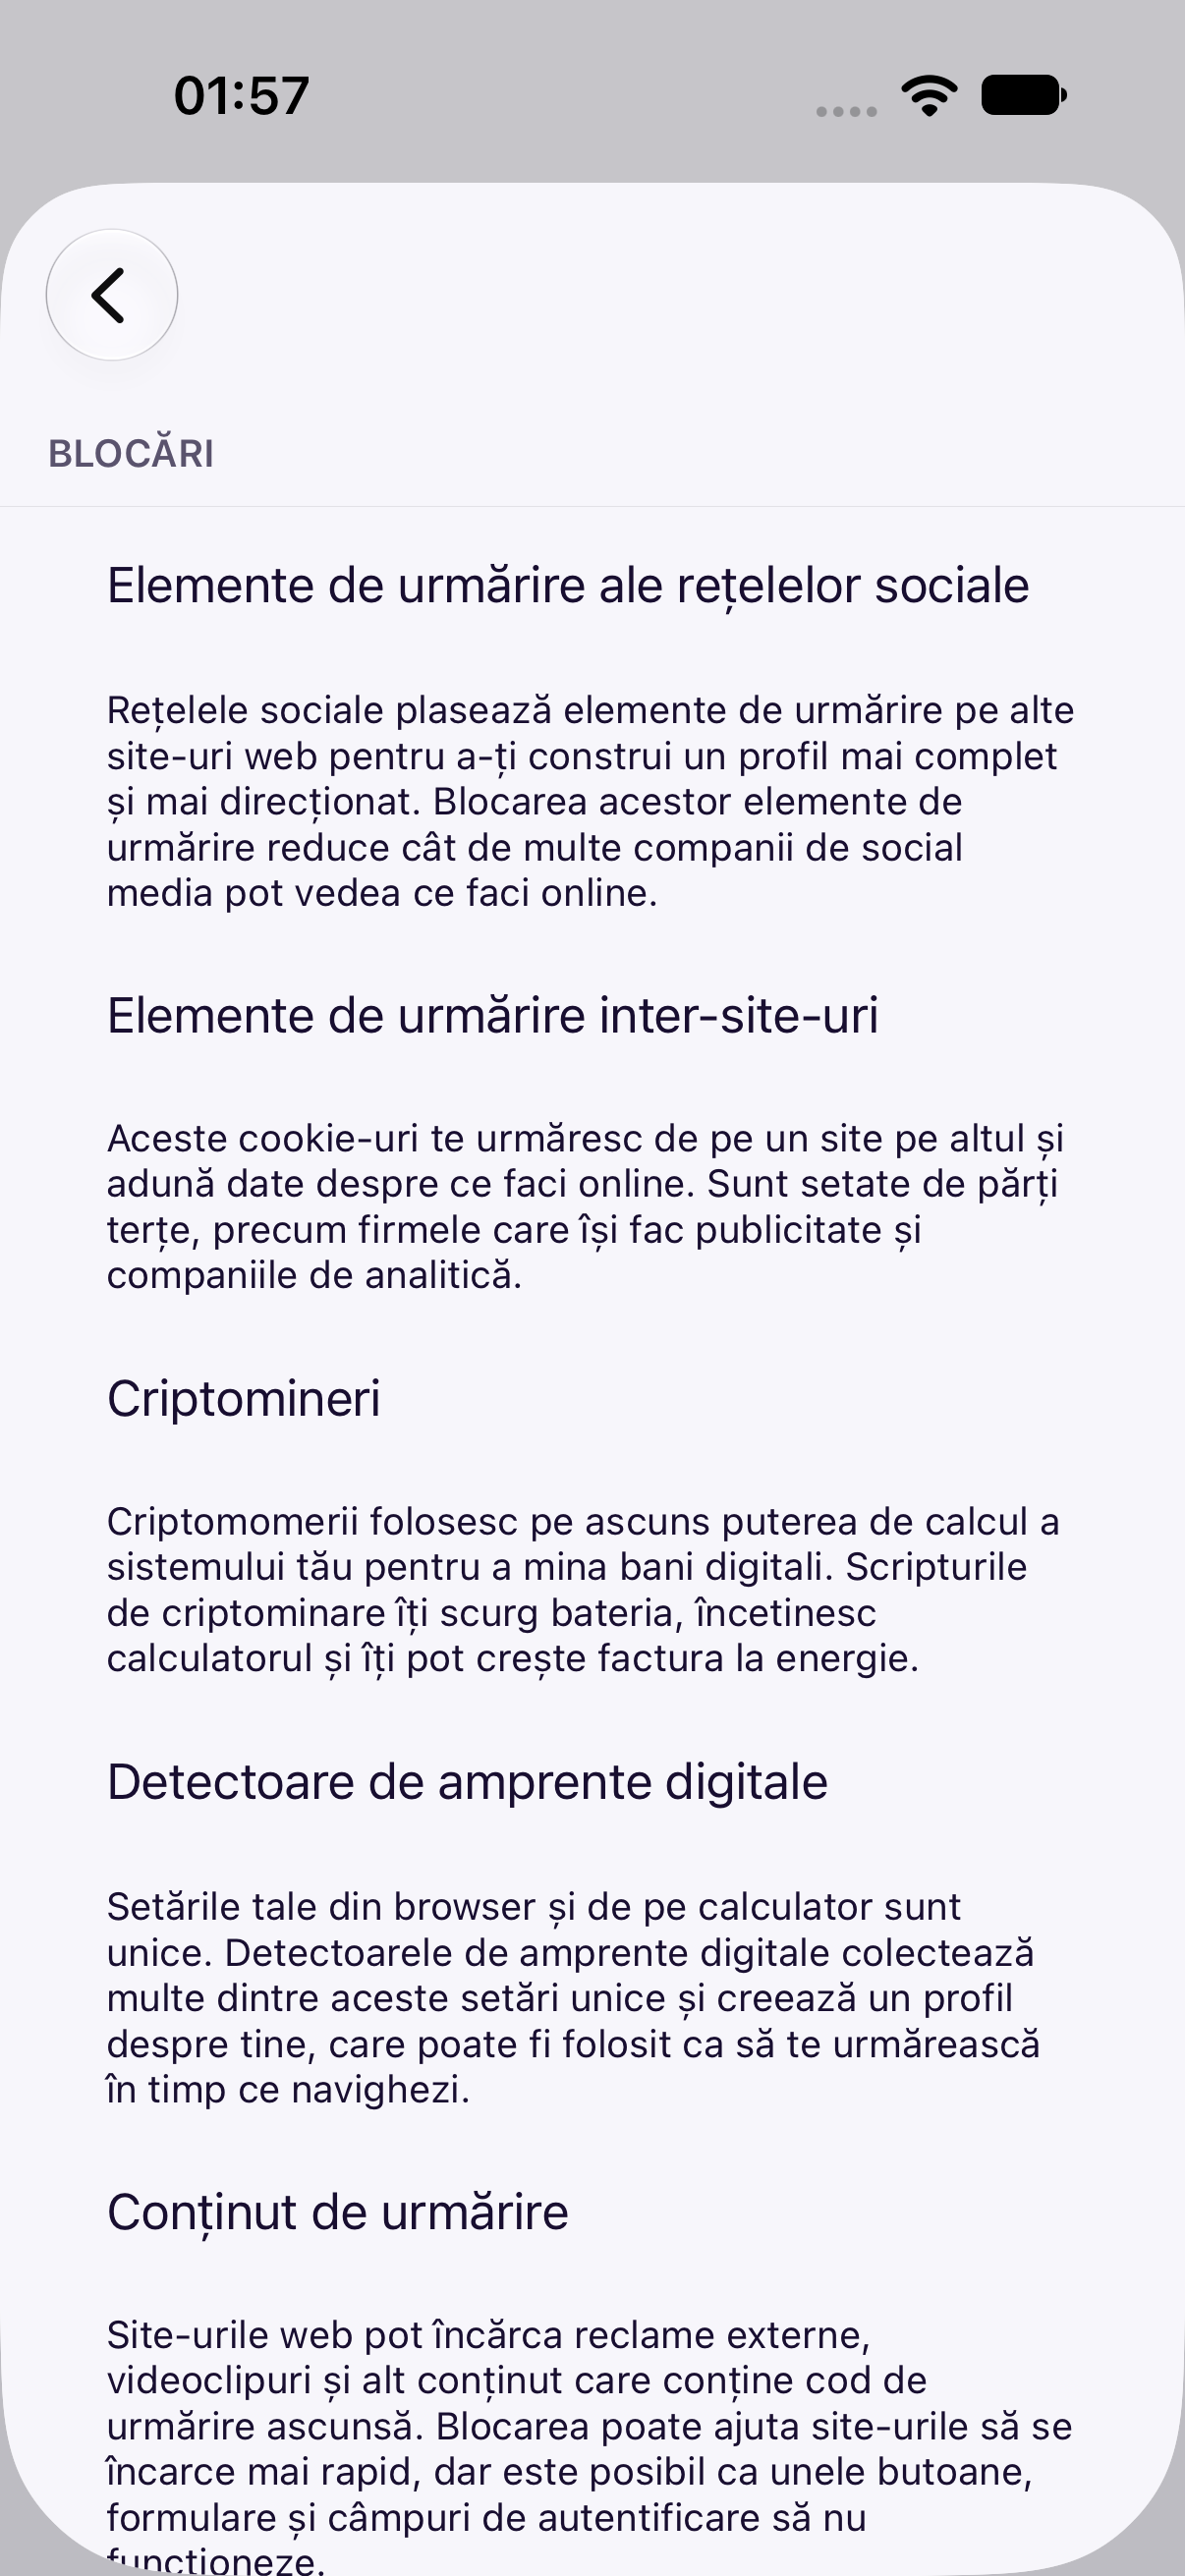 01:57
BLOCĂRI
Elemente de urmărire ale rețelelor sociale
Rețelele sociale plasează elemente de urmărire pe alte
site-uri web pentru a-ți construi un profil mai complet
și mai direcționat. Blocarea acestor elemente de
urmărire reduce cât de multe companii de social
media pot vedea ce faci online.
Elemente de urmărire inter-site-uri
Aceste cookie-uri te urmăresc de pe un site pe altul și
adună date despre ce faci online. Sunt setate de părți
terțe, precum firmele care își fac publicitate și
companiile de analitică.
Criptomineri
Criptomomerii folosesc pe ascuns puterea de calcul a
sistemului tău pentru a mina bani digitali. Scripturile
de criptominare îți scurg bateria, încetinesc
calculatorul și îți pot crește factura la energie.
Detectoare de amprente digitale
Setările tale din browser și de pe calculator sunt
unice. Detectoarele de amprente digitale colectează
multe dintre aceste setări unice și creează un profil
despre tine, care poate fi folosit ca să te urmărească
în timp ce navighezi.
Conținut de urmărire
Site-urile web pot încărca reclame externe,
videoclipuri și alt conținut care conține cod de
urmărire ascunsă. Blocarea poate ajuta site-urile să se
încarce mai rapid, dar este posibil ca unele butoane,
formulare și câmpuri de autentificare să nu
funcționeze.